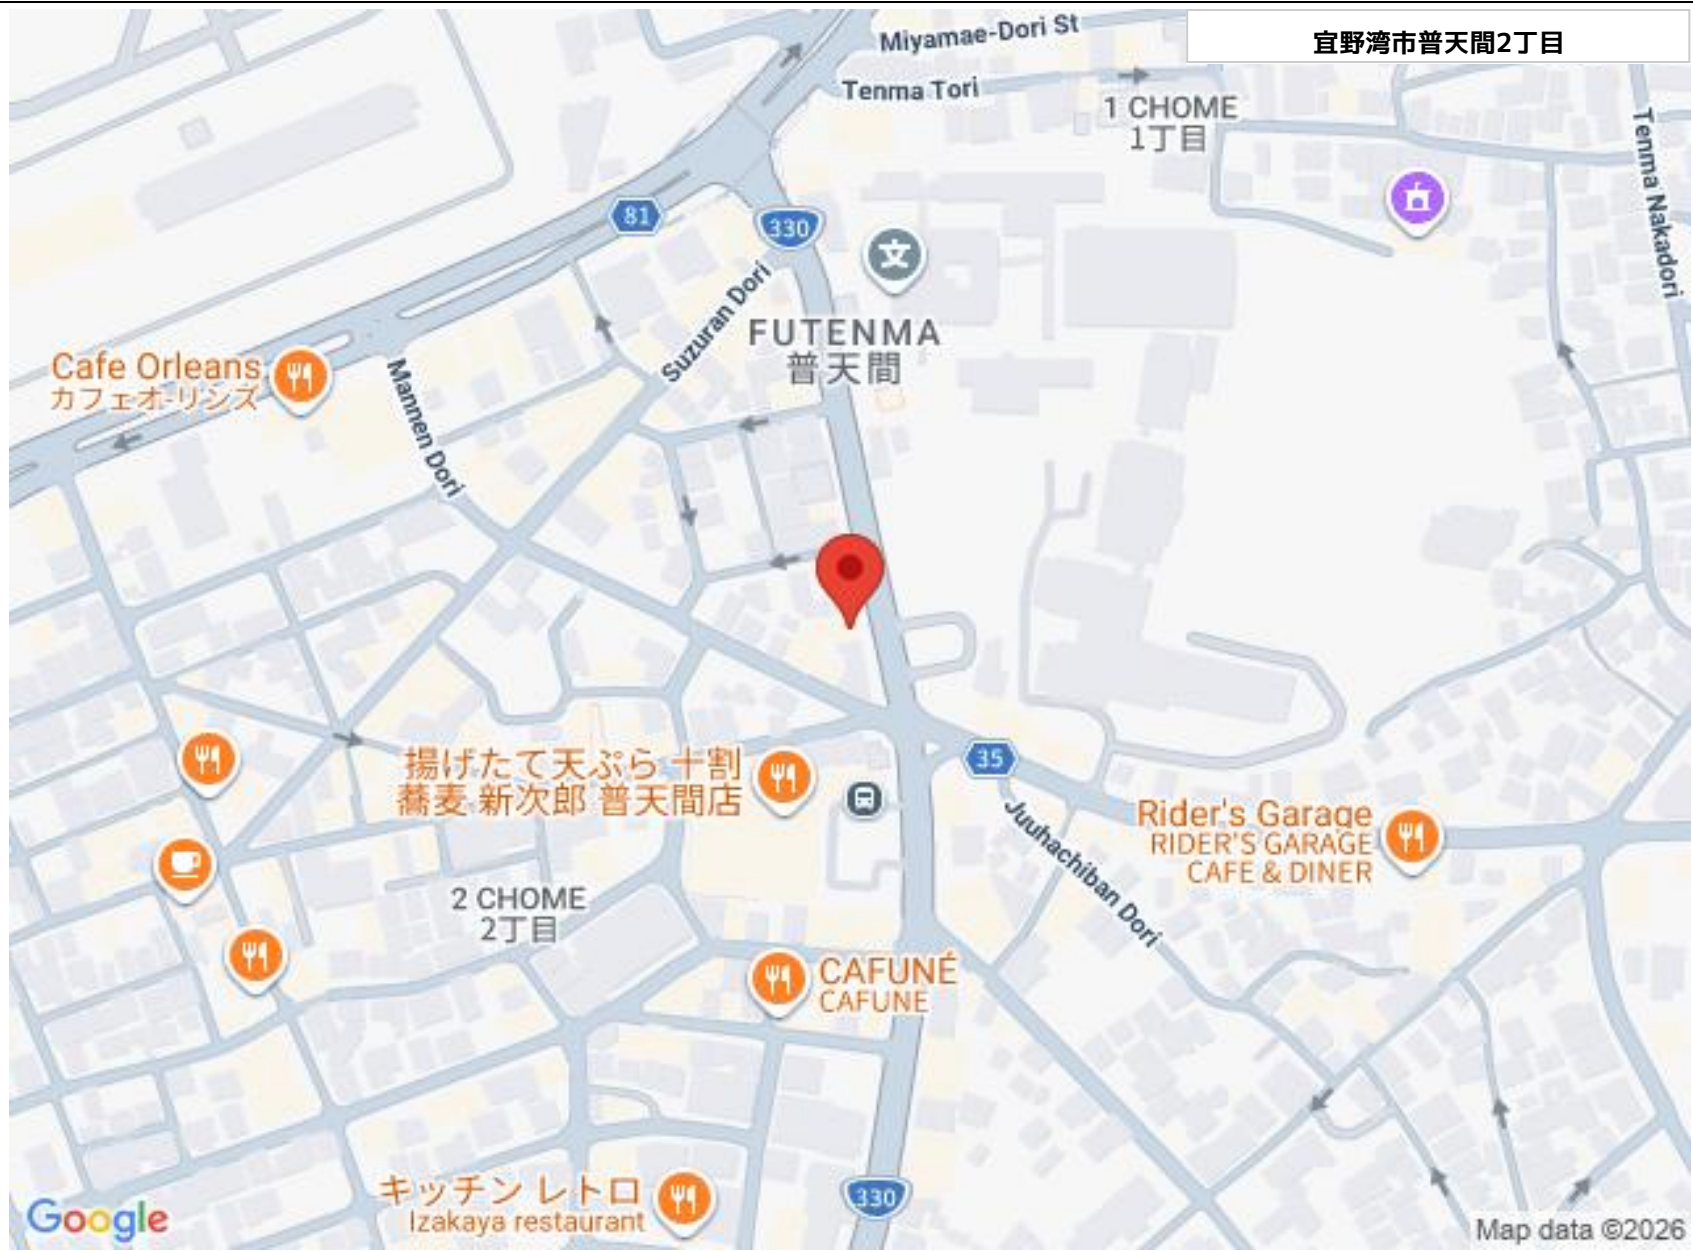 Miyamae-Dori St
宜野湾市普天間2丁目
Tenma Tori
1 CHOME
1丁目
Tenma Nakadori
81
330
文
Suzuran Dori
FUTENMA
普天間
Cafe Orleans
カフェオーリンズ
Mannen Dori
揚げたて天ぷら 十割
蕎麦 新次郎 普天間店
35
Juuhachiban Dori
Rider's Garage
RIDER'S GARAGE
CAFE & DINER
2 CHOME
2丁目
CAFUNÉ
CAFUNE
キッチン レトロ
Izakaya restaurant
330
Google
Map data ©2026